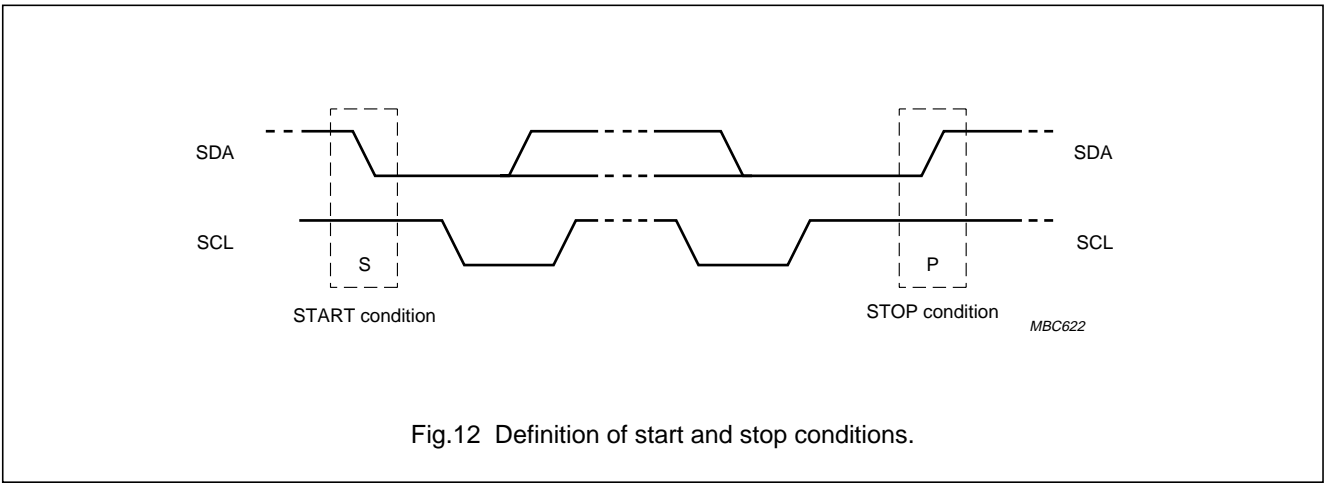 SDA SDA
SCL SCL
S P
START condition STOP condition
MBC622
Fig.12 Definition of start and stop conditions.